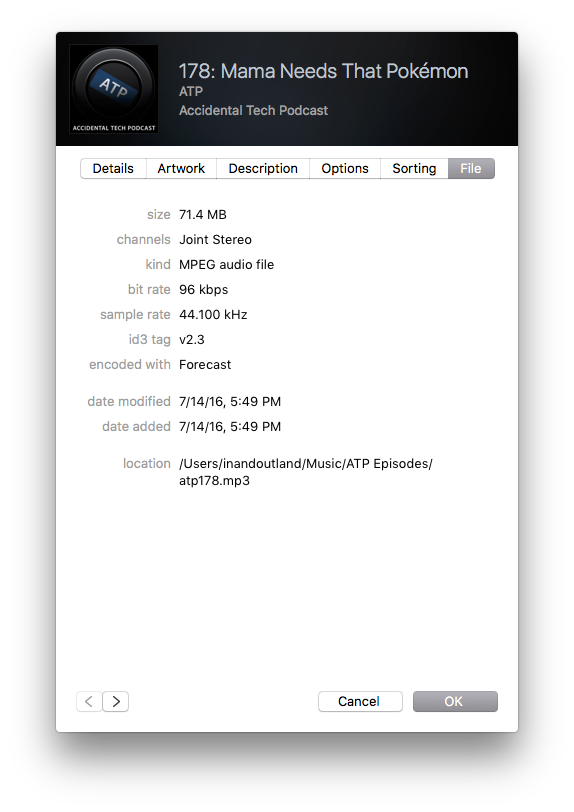 ATP
ACCIDENTAL TECH PODCAST
178: Mama Needs That Pokémon
ATP
Accidental Tech Podcast
Details Artwork Description Options Sorting File
size 71.4 MB
channels Joint Stereo
kind MPEG audio file
bit rate 96 kbps
sample rate 44.100 kHz
id3 tag v2.3
encoded with Forecast
date modified 7/14/16, 5:49 PM
date added 7/14/16, 5:49 PM
location /Users/inandoutland/Music/ATP Episodes/
atp178.mp3
Cancel OK